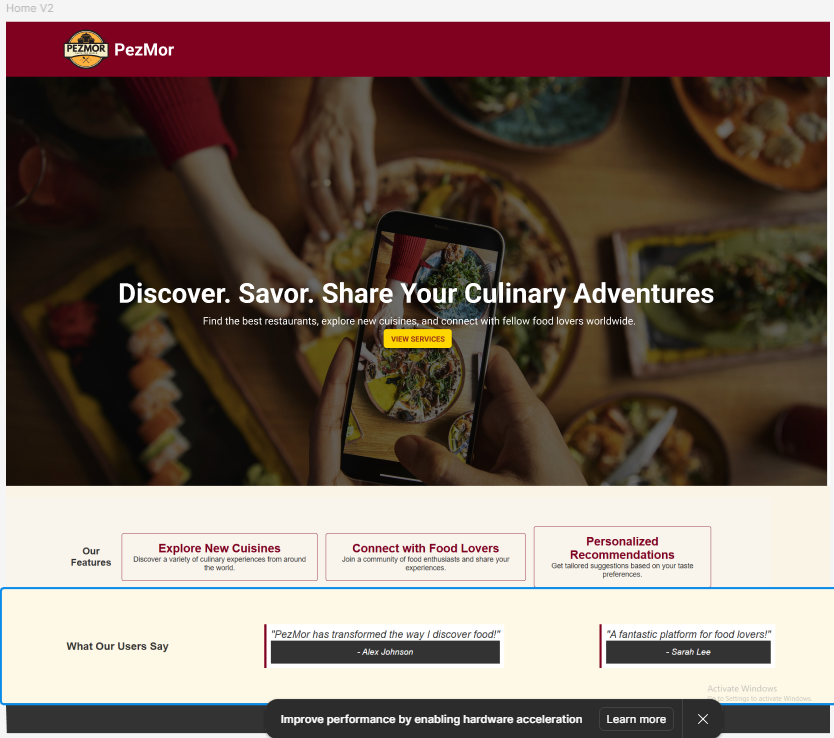 Home V2
PEZMOR
PezMor
Discover. Savor. Share Your Culinary Adventures
Find the best restaurants, explore new cuisines, and connect with fellow food lovers worldwide.
VIEW SERVICES
Our
Features
Explore New Cuisines
Discover a variety of culinary experiences from around
the world.
Connect with Food Lovers
Join a community of food enthusiasts and share your
experiences.
Personalized
Recommendations
Get tailored suggestions based on your taste
preferences.
What Our Users Say
"PezMor has transformed the way I discover food!"
- Alex Johnson
"A fantastic platform for food lovers!"
- Sarah Lee
Activate Windows
to Settings to activate Windows.
Improve performance by enabling hardware acceleration
Learn more